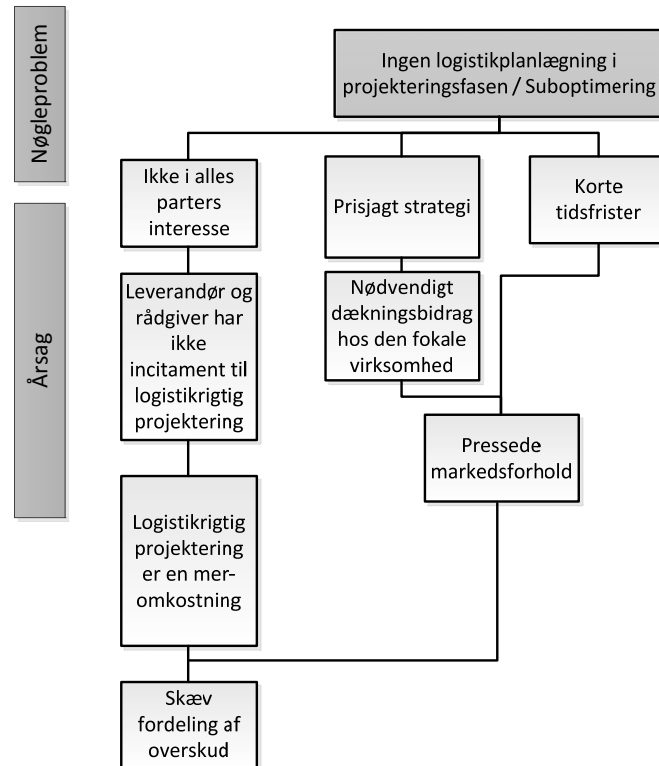 Nøgleproblem
Ingen logistikplanlægning i
projekteringsfasen / Suboptimering
Ikke i alles
parters
interesse
Prisjagt strategi
Korte
tidsfrister
Årsag
Leverandør og
rådgiver har
ikke
incitament til
logistikrigtig
projektering
Nødvendigt
dækningsbidrag
hos den fokale
virksomhed
Pressede
markedsforhold
Logistikrigtig
projektering
er en mer-
omkostning
Skæv
fordeling af
overskud